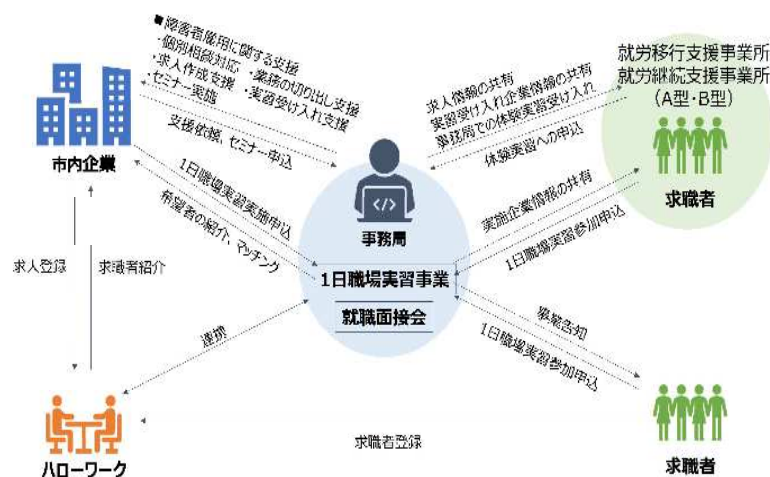 ■障害者雇用に関する支援
・個別相談対応 ・業務の切り出し支援
・求人作成支援 ・実習受け入れ支援
・セミナー実施
支援依頼、セミナー申込
市内企業
1日職場実習実施申込
希望者の紹介、マッチング
事務局
</>
1日職場実習事業
就職面接会
求人情報の共有
実習受け入れ企業情報の共有
事務局での体験実習受け入れ
体験実習への申込
就労移行支援事業所
就労継続支援事業所
(A型・B型)
求職者
実施企業情報の共有
1日職場実習参加申込
求人登録
求職者紹介
連携
事業告知
1日職場実習参加申込
ハローワーク
求職者登録
求職者